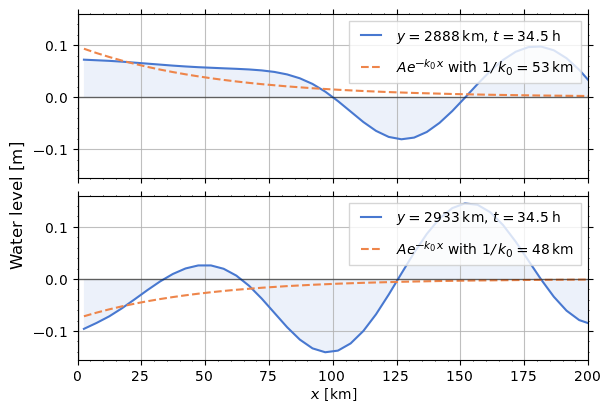 0.1
0.0
−0.1
y = 2888 km, t = 34.5 h
Ae^{−k₀x} with 1/k₀ = 53 km
Water level [m]
0.1
0.0
−0.1
y = 2933 km, t = 34.5 h
Ae^{−k₀x} with 1/k₀ = 48 km
0 25 50 75 100 125 150 175 200
x [km]